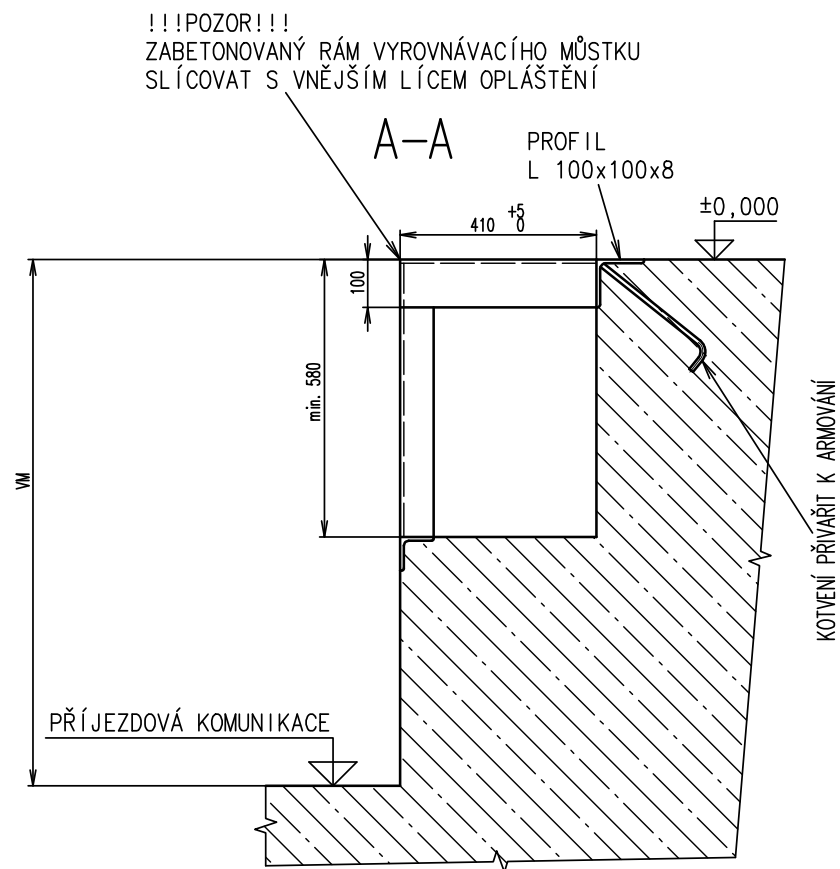 !!!POZOR!!!
ZABETONOVANÝ RÁM VYROVNÁVACÍHO MŮSTKU
SLÍCOVAT S VNĚJŠÍM LÍCEM OPLÁŠTĚNÍ
A-A
PROFIL
L 100x100x8
±0,000
410 +5 0
100
min. 580
VM
KOTVENÍ PŘIVAŘIT K ARMOVÁNÍ
PŘÍJEZDOVÁ KOMUNIKACE